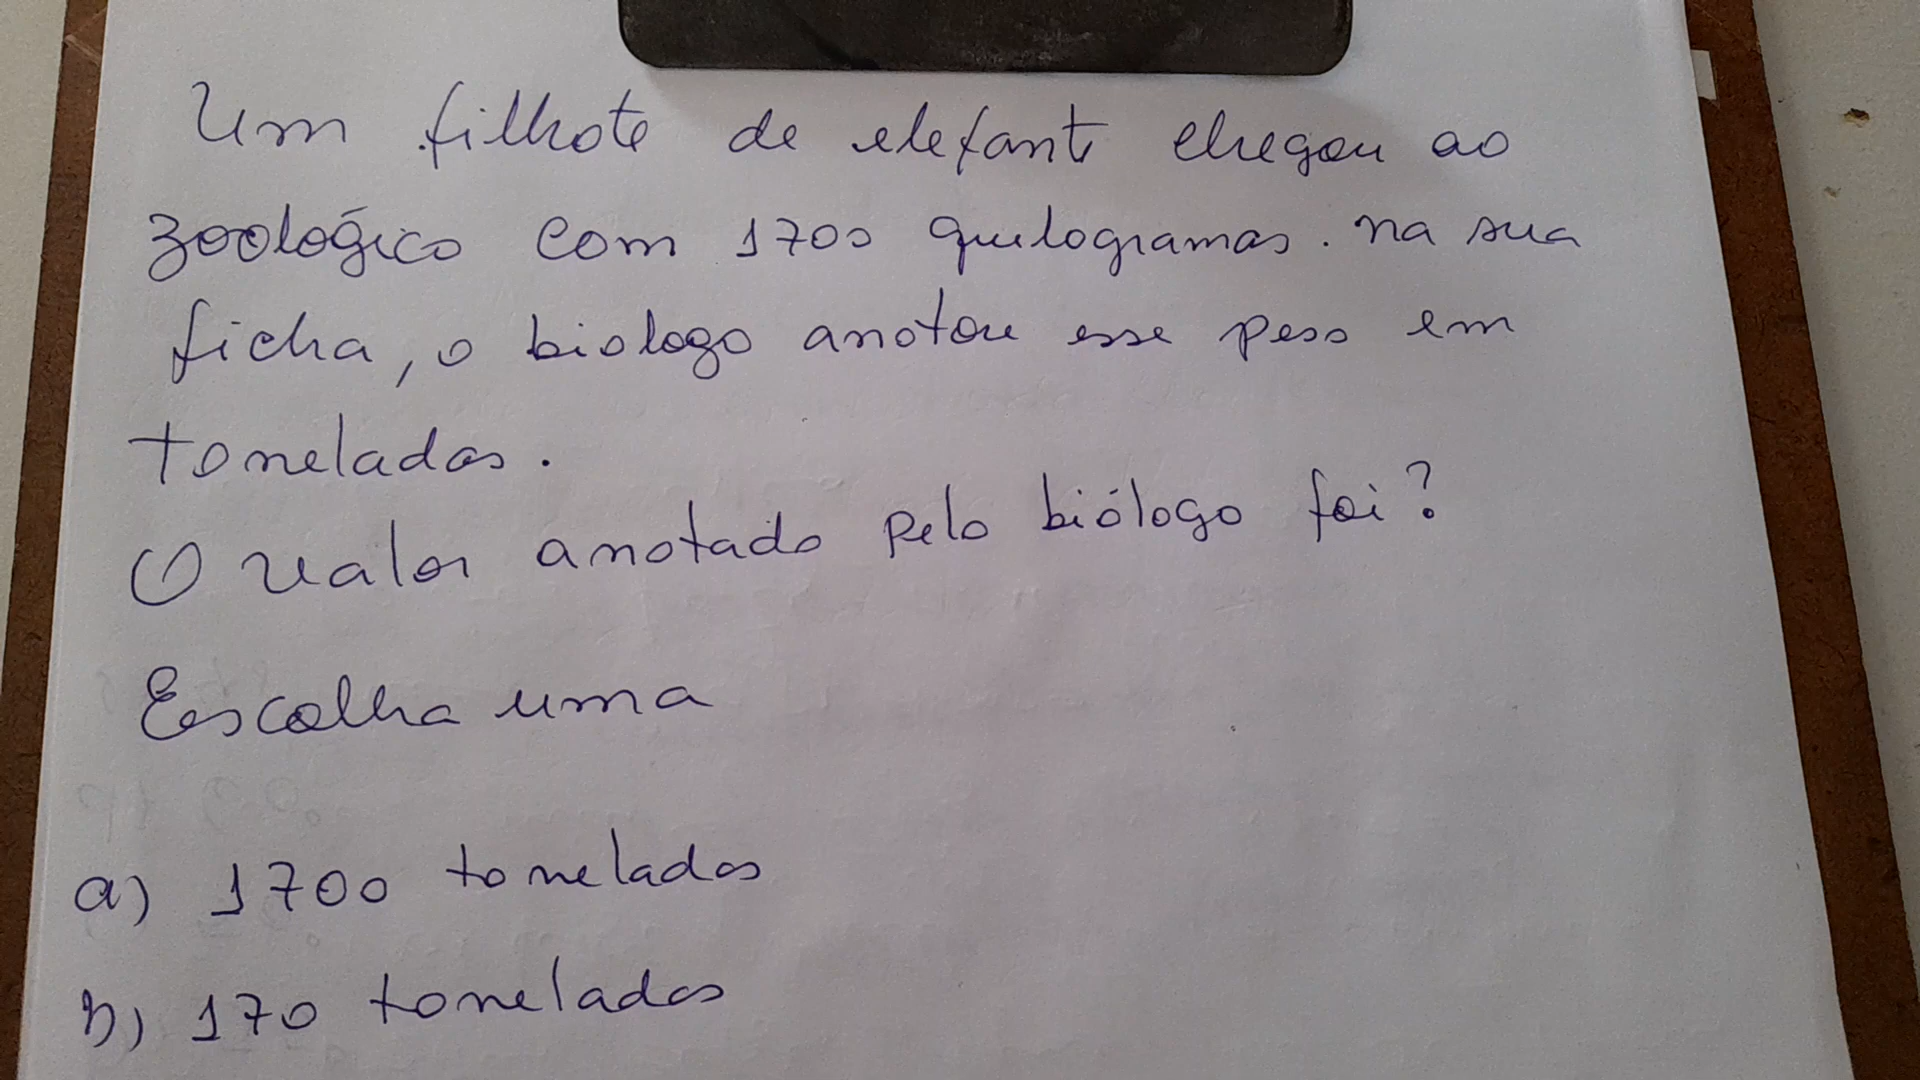 Um filhote de elefante chegou ao
zoológico com 1700 quilogramas. na sua
ficha, o biologo anotou esse peso em
toneladas.
O valor anotado pelo biólogo foi?
Escolha uma
a) 1700 toneladas
b) 170 toneladas